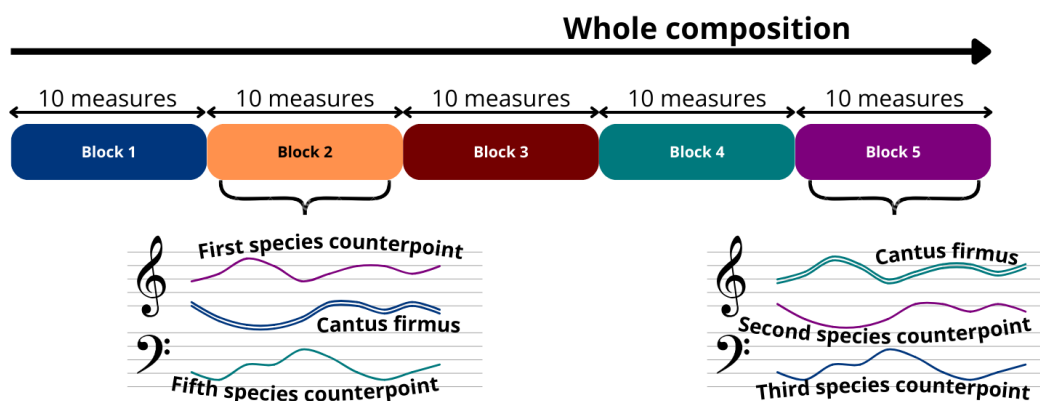 Whole composition
10 measures 10 measures 10 measures 10 measures 10 measures
Block 1 Block 2 Block 3 Block 4 Block 5
First species counterpoint
Cantus firmus
Fifth species counterpoint
Cantus firmus
Second species counterpoint
Third species counterpoint